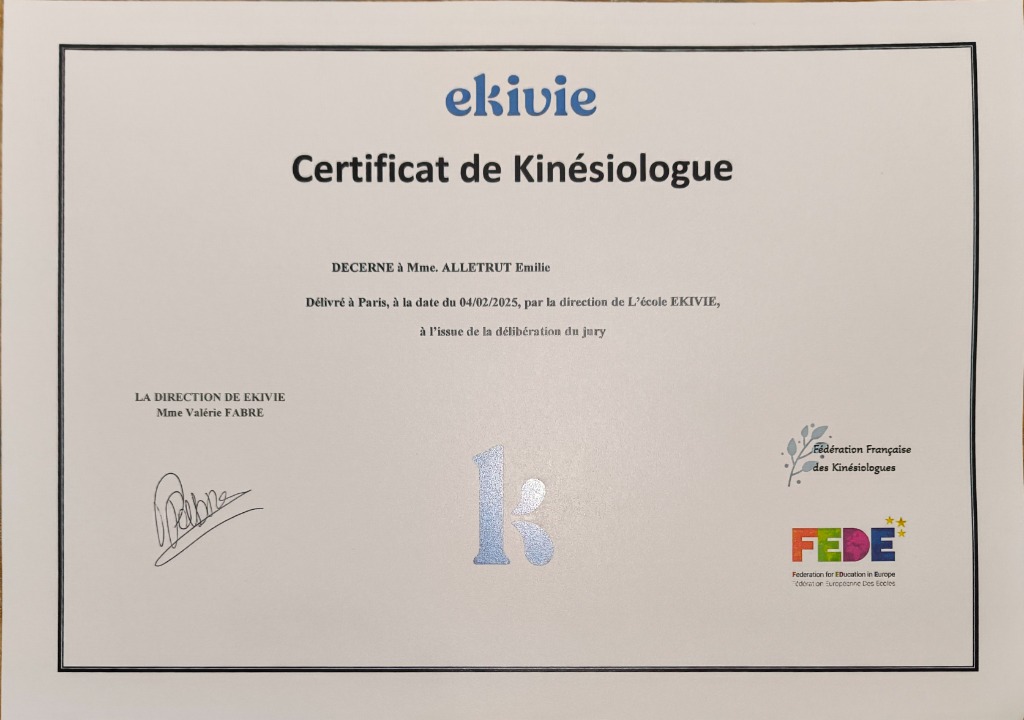 ekivie
Certificat de Kinésiologue
DECERNE à Mme. ALLETRUT Emilie
Délivré à Paris, à la date du 04/02/2025, par la direction de L'école EKIVIE,
à l'issue de la délibération du jury
LA DIRECTION DE EKIVIE
Mme Valérie FABRE
k
Fédération Française
des Kinésiologues
FEDE
Federation for EDucation in Europe
Fédération Européenne Des Ecoles